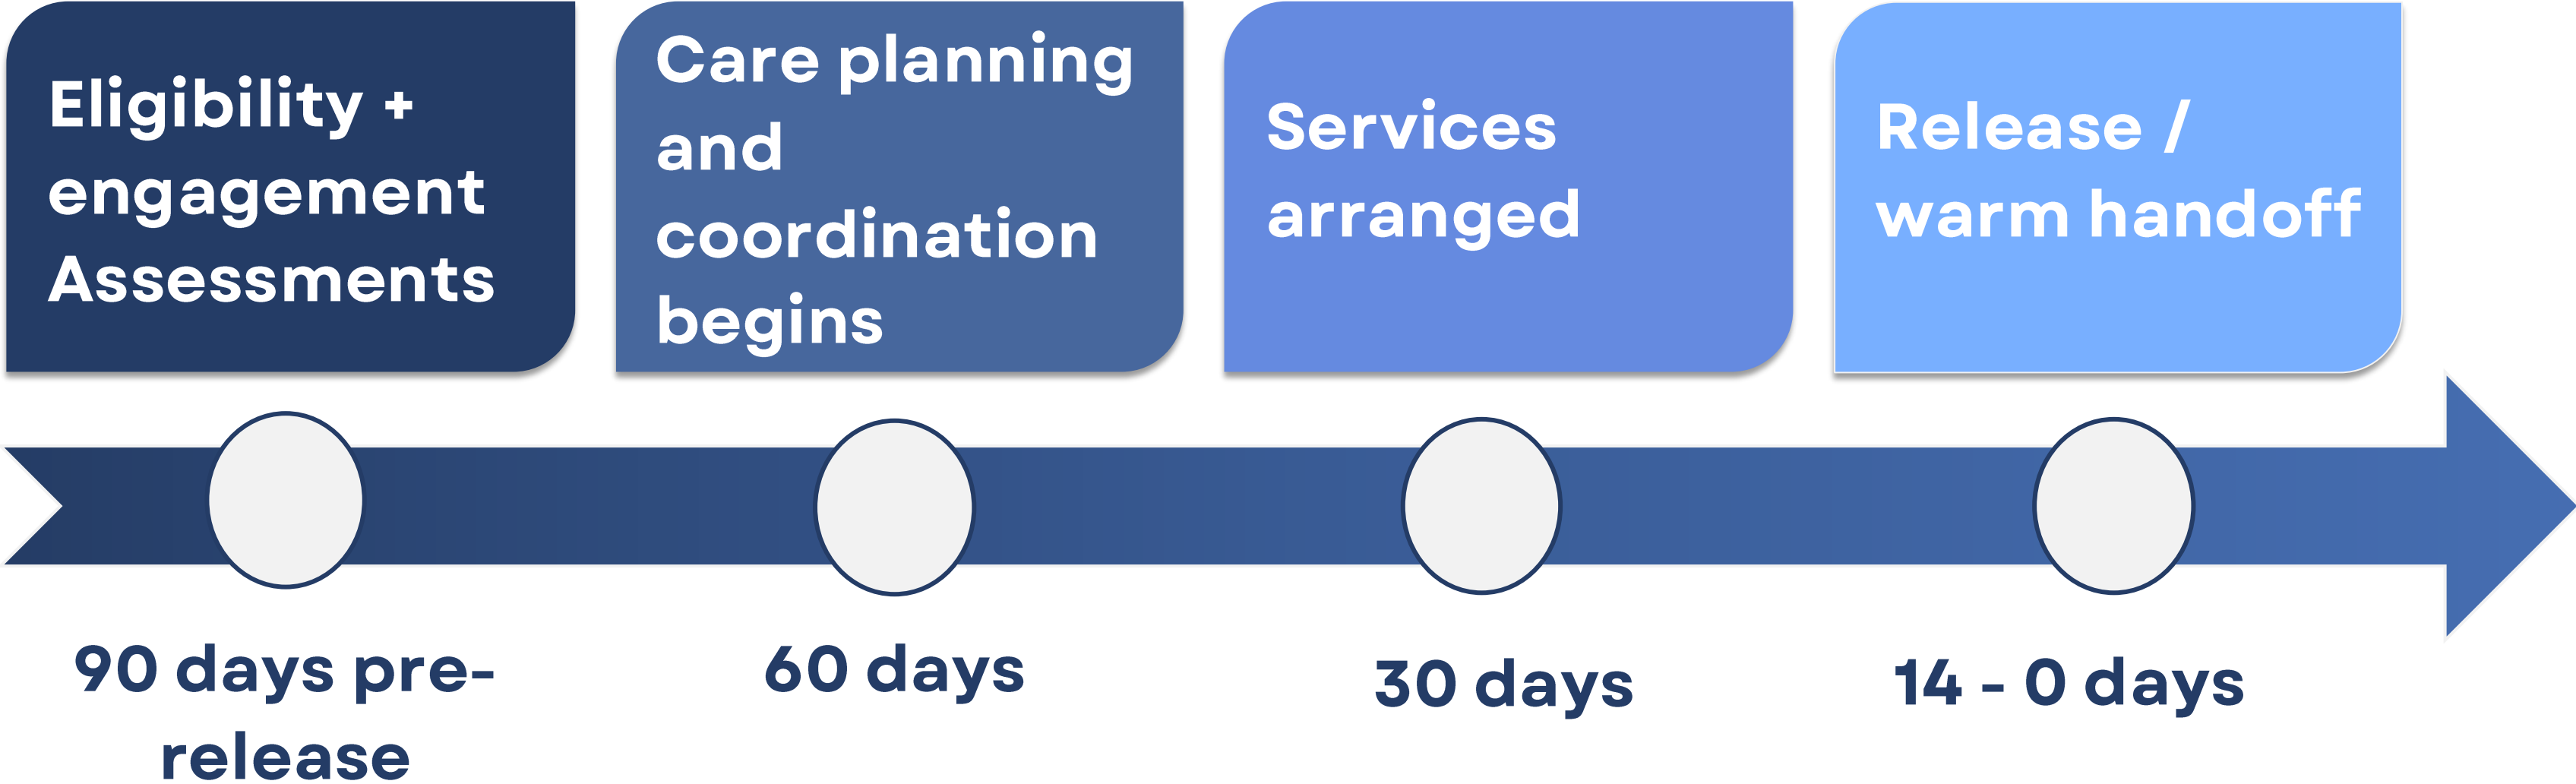 Eligibility +
engagement
Assessments
Care planning
and
coordination
begins
Services
arranged
Release /
warm handoff
90 days pre-
release
60 days
30 days
14 - 0 days